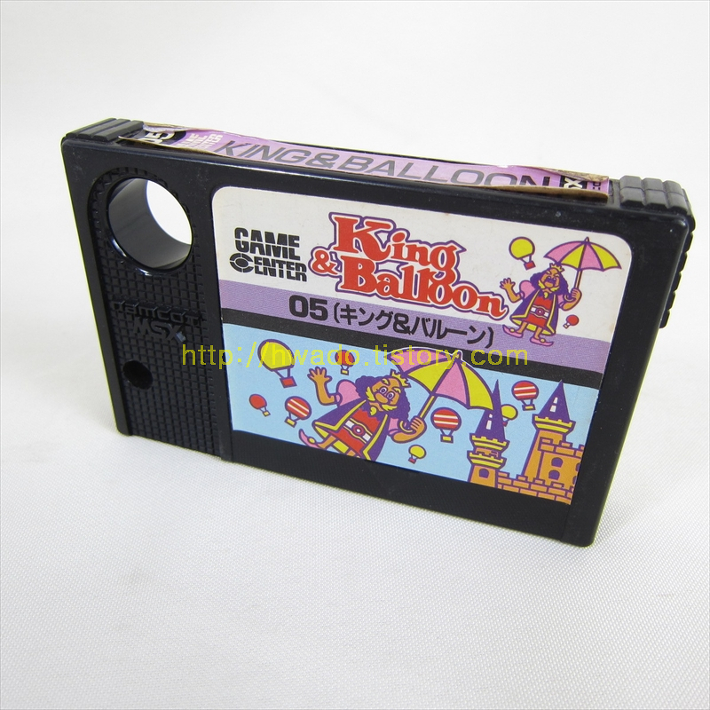 KING&BALLOON
GAME
CENTER
King
& Balloon
05 (キング&バルーン)
namcot
MSX
http://hwado.tistory.com